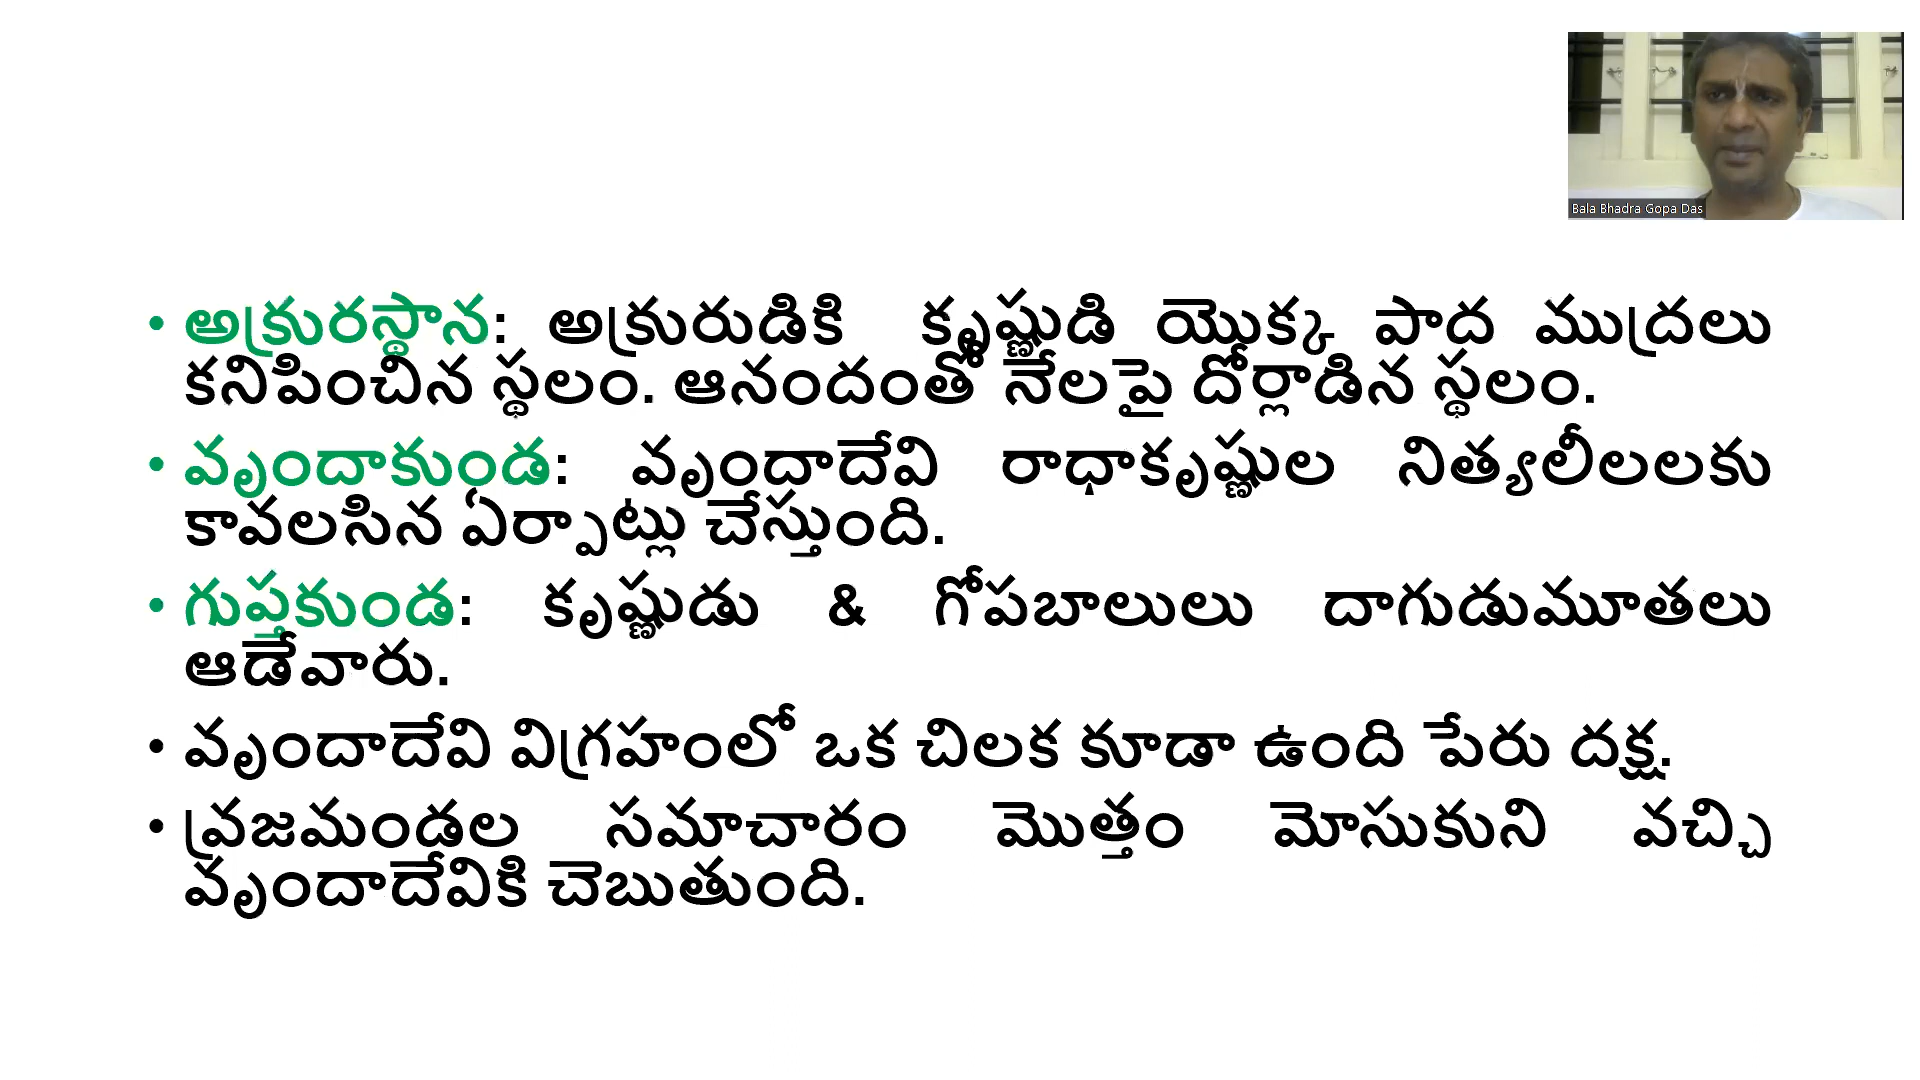 Bala Bhadra Gopa Das
• అక్రురస్థాన: అక్రురుడికి కృష్ణుడి యొక్క పాద ముద్రలు
కనిపించిన స్థలం. ఆనందంతో నేలపై దోర్లాడిన స్థలం.
• వృందాకుండ: వృందాదేవి రాధాకృష్ణుల నిత్యలీలలకు
కావలసిన ఏర్పాట్లు చేస్తుంది.
• గుప్తకుండ: కృష్ణుడు & గోపబాలులు దాగుడుమూతలు
ఆడేవారు.
• వృందాదేవి విగ్రహంలో ఒక చిలక కూడా ఉంది పేరు దక్ష.
• వ్రజమండల సమాచారం మొత్తం మోసుకుని వచ్చి
వృందాదేవికి చెబుతుంది.